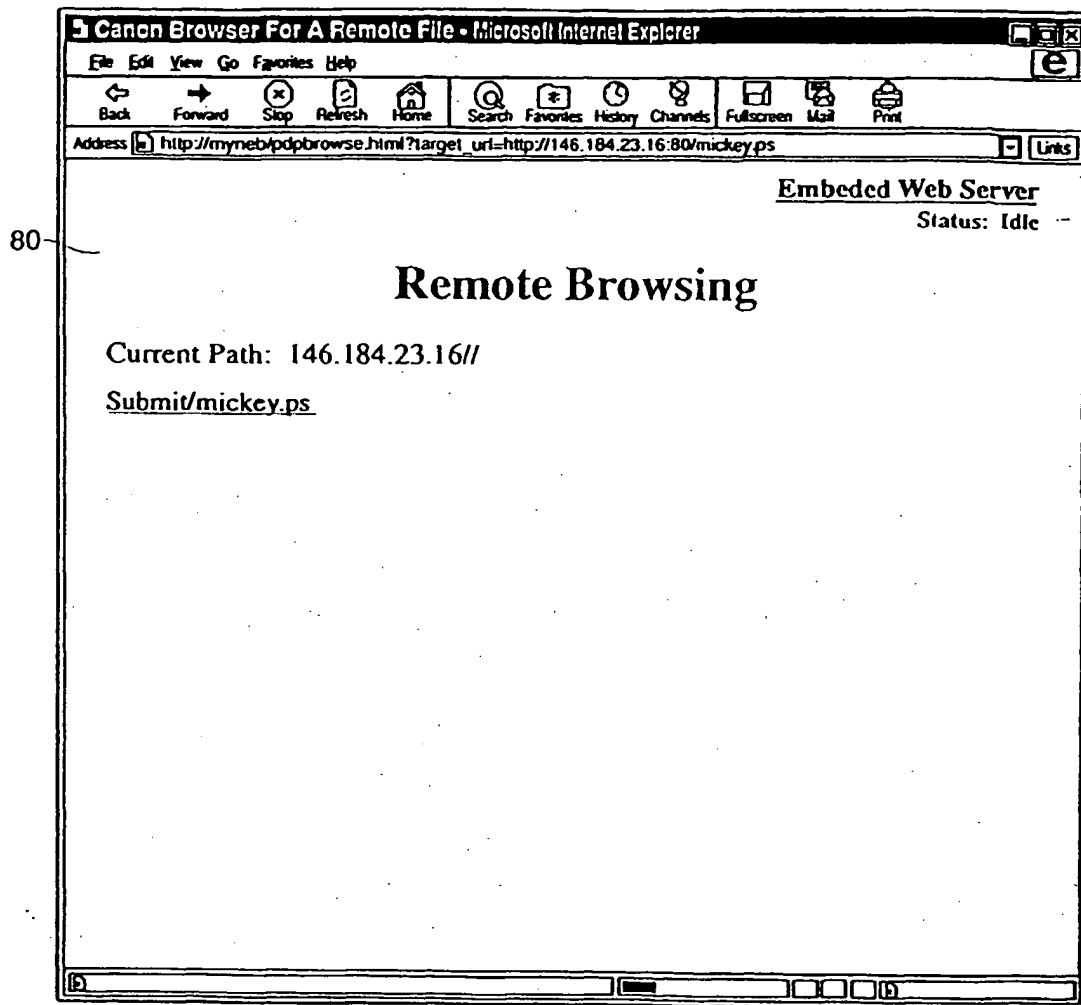 Canon Browser For A Remote File - Microsoft Internet Explorer
File Edit View Go Favorites Help
Back Forward Stop Refresh Home Search Favorites History Channels Fullscreen Mail Print
Address http://myneb/pdpbrowse.html?target_url=http://146.184.23.16:80/mickey.ps Links
Embeded Web Server
Status: Idle
80
Remote Browsing
Current Path: 146.184.23.16//
Submit/mickey.ps